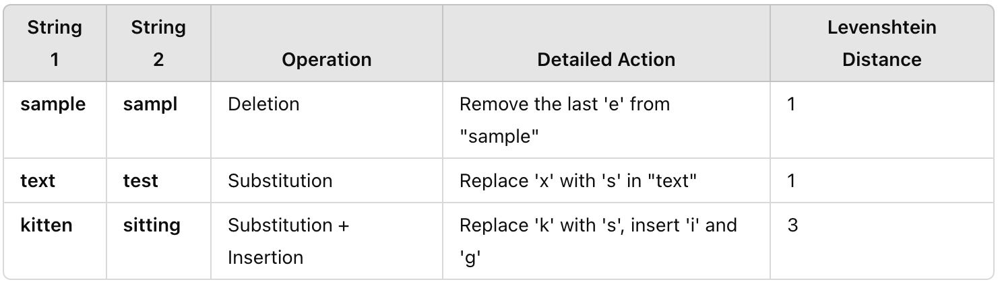 String 1
String 2
Operation
Detailed Action
Levenshtein Distance
sample
sampl
Deletion
Remove the last 'e' from
"sample"
1
text
test
Substitution
Replace 'x' with 's' in "text"
1
kitten
sitting
Substitution +
Insertion
Replace 'k' with 's', insert 'i' and
'g'
3